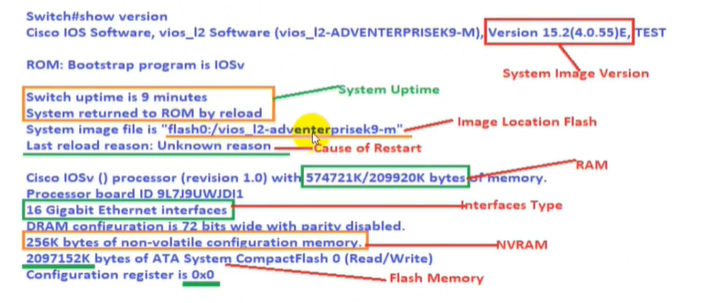 Switch#show version
Cisco IOS Software, vios_l2 Software (vios_l2-ADVENTERPRISEK9-M), Version 15.2(4.0.55)E, TEST
System Image Version
ROM: Bootstrap program is IOSv
System Uptime
Switch uptime is 9 minutes
System returned to ROM by reload
System image file is "flash0:/vios_l2-adventerprisek9-m"
Image Location Flash
Last reload reason: Unknown reason
Cause of Restart
RAM
Cisco IOSv () processor (revision 1.0) with 574721K/209920K bytes of memory.
Processor board ID 9L7J9UWJDJ1
16 Gigabit Ethernet interfaces
Interfaces Type
DRAM configuration is 72 bits wide with parity disabled.
256K bytes of non-volatile configuration memory.
NVRAM
2097152K bytes of ATA System CompactFlash 0 (Read/Write)
Flash Memory
Configuration register is 0x0